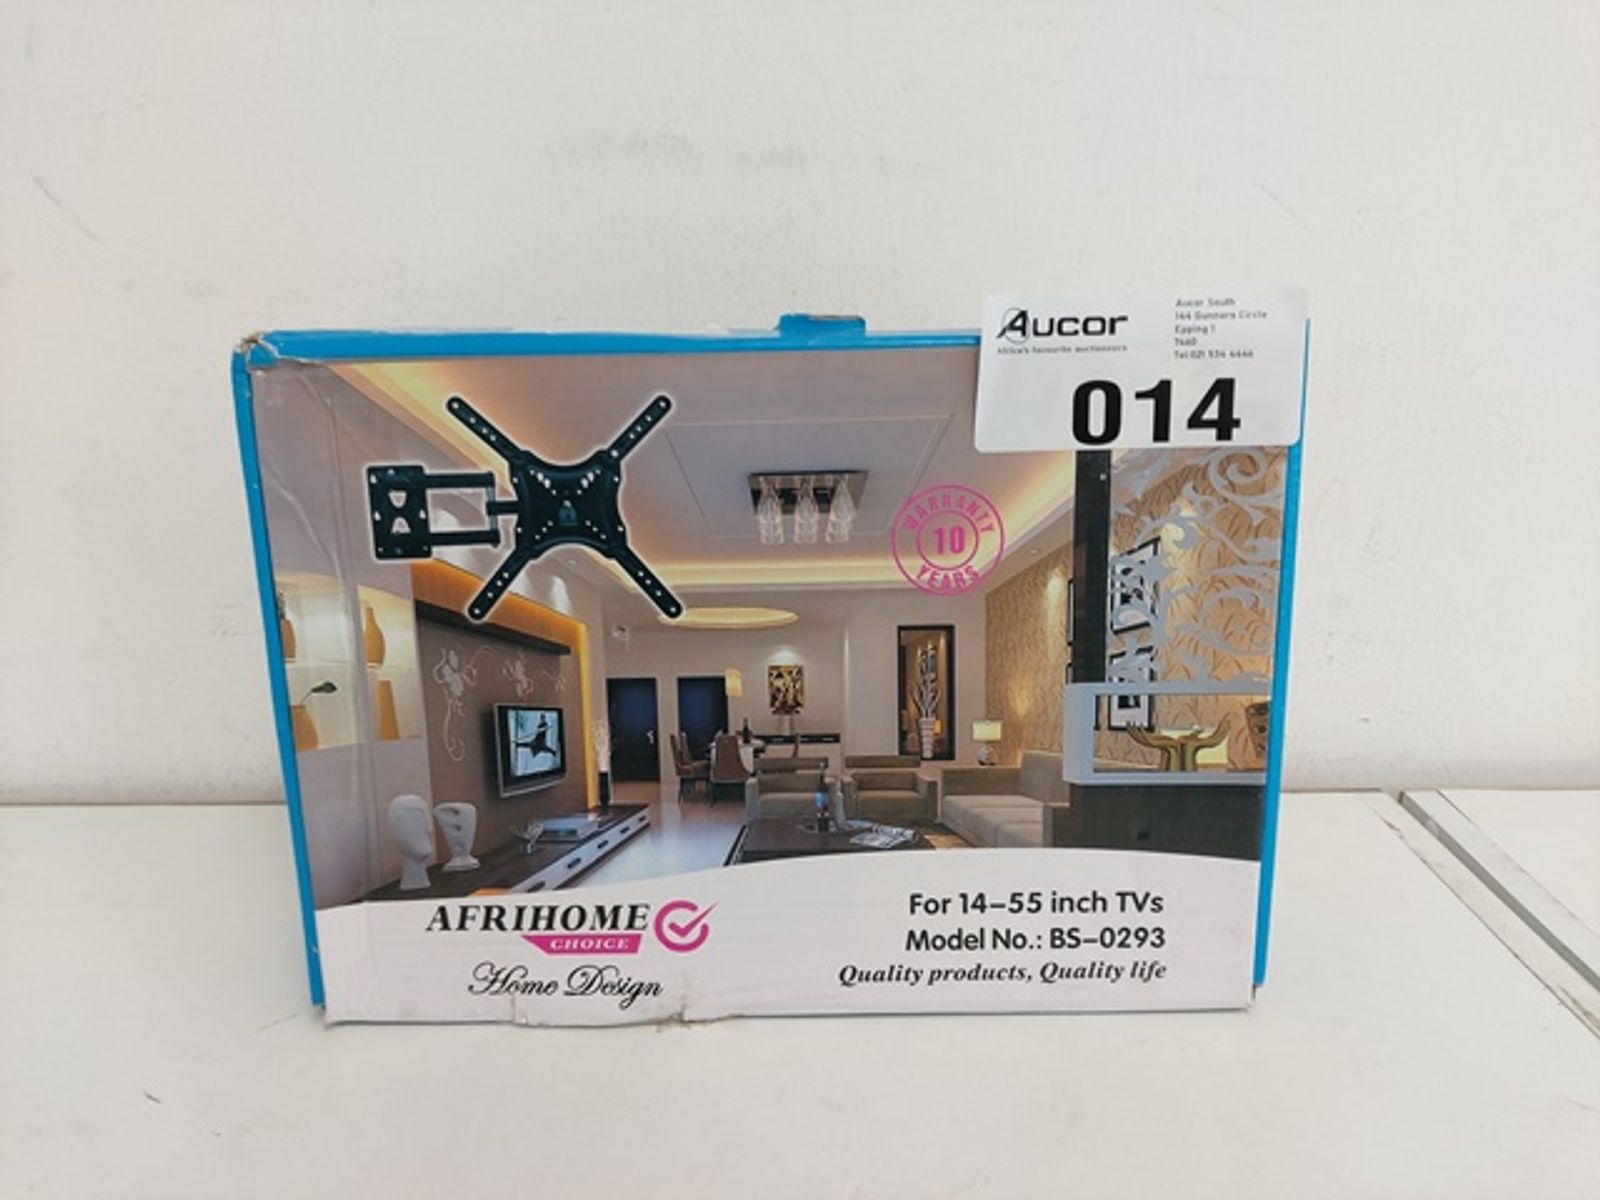 Aucor
Africa's favourite auctioneers
Aucor South
144 Gunners Circle
Epping 1
7460
Tel 021 534 4446
014
WARRANTY
10
YEARS
AFRIHOME
CHOICE
Home Design
For 14-55 inch TVs
Model No.: BS-0293
Quality products, Quality life